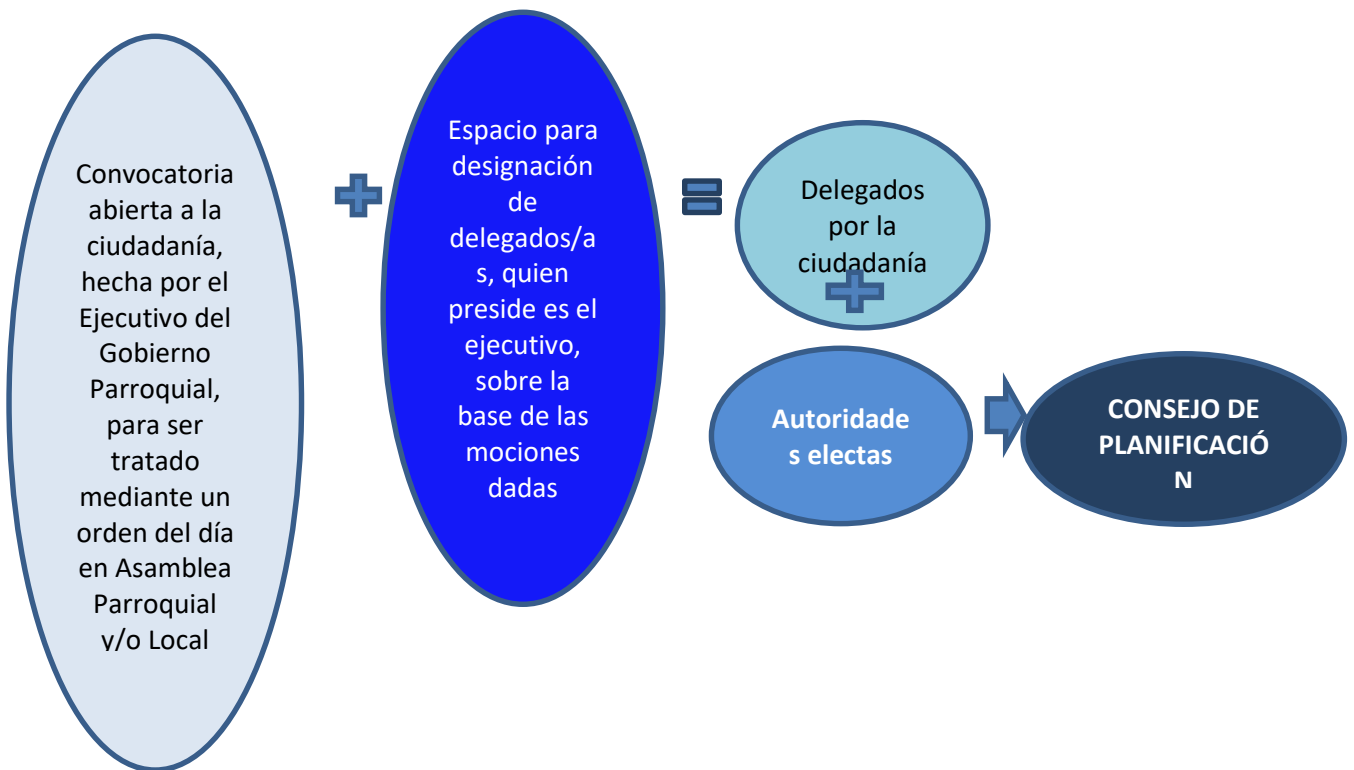 Convocatoria
abierta a la
ciudadanía,
hecha por el
Ejecutivo del
Gobierno
Parroquial,
para ser
tratado
mediante un
orden del día
en Asamblea
Parroquial
y/o Local
Espacio para
designación
de
delegados/a
s, quien
preside es el
ejecutivo,
sobre la
base de las
mociones
dadas
Delegados
por la
ciudadanía
Autoridade
s electas
CONSEJO DE
PLANIFICACIÓ
N